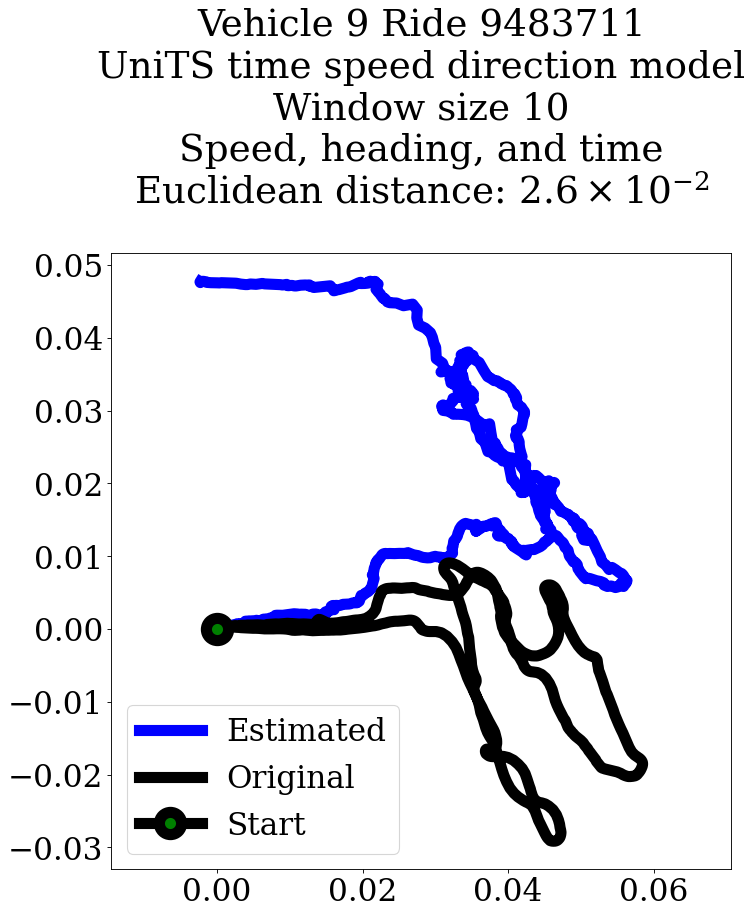 Vehicle 9 Ride 9483711
UniTS time speed direction model
Window size 10
Speed, heading, and time
Euclidean distance: 2.6 × 10⁻²
0.05
0.04
0.03
0.02
0.01
0.00
−0.01
−0.02
−0.03
Estimated
Original
Start
0.00 0.02 0.04 0.06